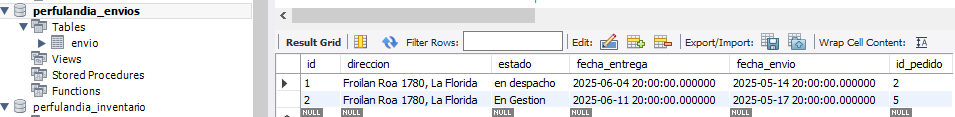 perfulandia_envios
Tables
envio
Views
Stored Procedures
Functions
perfulandia_inventario
Result Grid Filter Rows: Edit: Export/Import: Wrap Cell Content:
id direccion estado fecha_entrega fecha_envio id_pedido
1 Froilan Roa 1780, La Florida en despacho 2025-06-04 20:00:00.000000 2025-05-14 20:00:00.000000 2
2 Froilan Roa 1780, La Florida En Gestion 2025-06-11 20:00:00.000000 2025-05-17 20:00:00.000000 5
NULL NULL NULL NULL NULL NULL